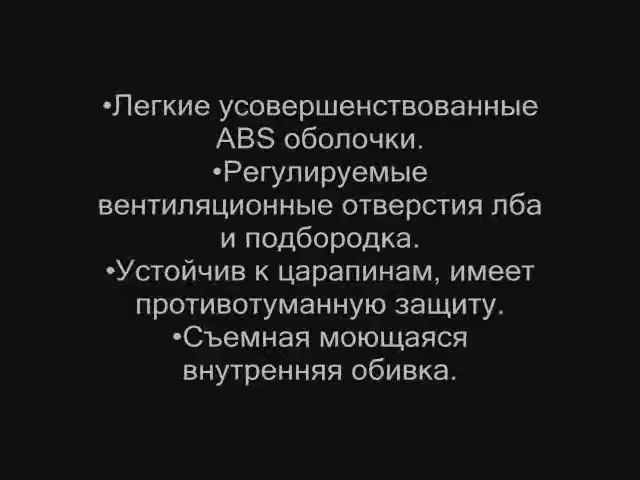 •Легкие усовершенствованные
ABS оболочки.
•Регулируемые
вентиляционные отверстия лба
и подбородка.
•Устойчив к царапинам, имеет
противотуманную защиту.
•Съемная моющаяся
внутренняя обивка.